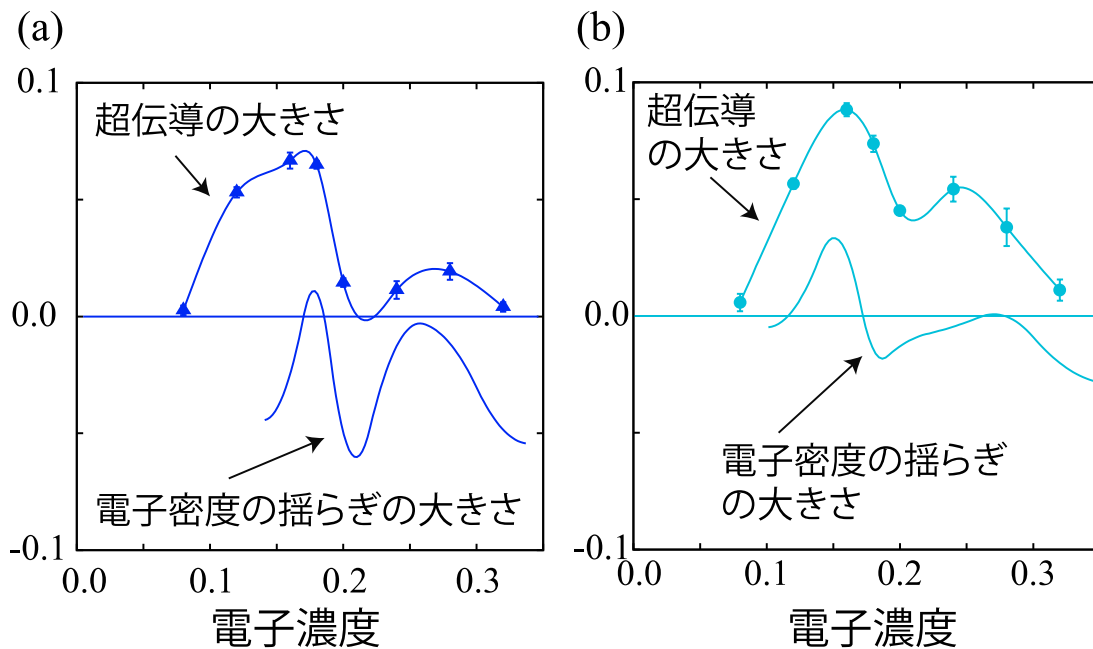 (a)
0.1
超伝導の大きさ
0.0
電子密度の揺らぎの大きさ
-0.1
0.0
0.1
0.2
0.3
電子濃度
(b)
0.1
超伝導
の大きさ
0.0
電子密度の揺らぎ
の大きさ
-0.1
0.0
0.1
0.2
0.3
電子濃度